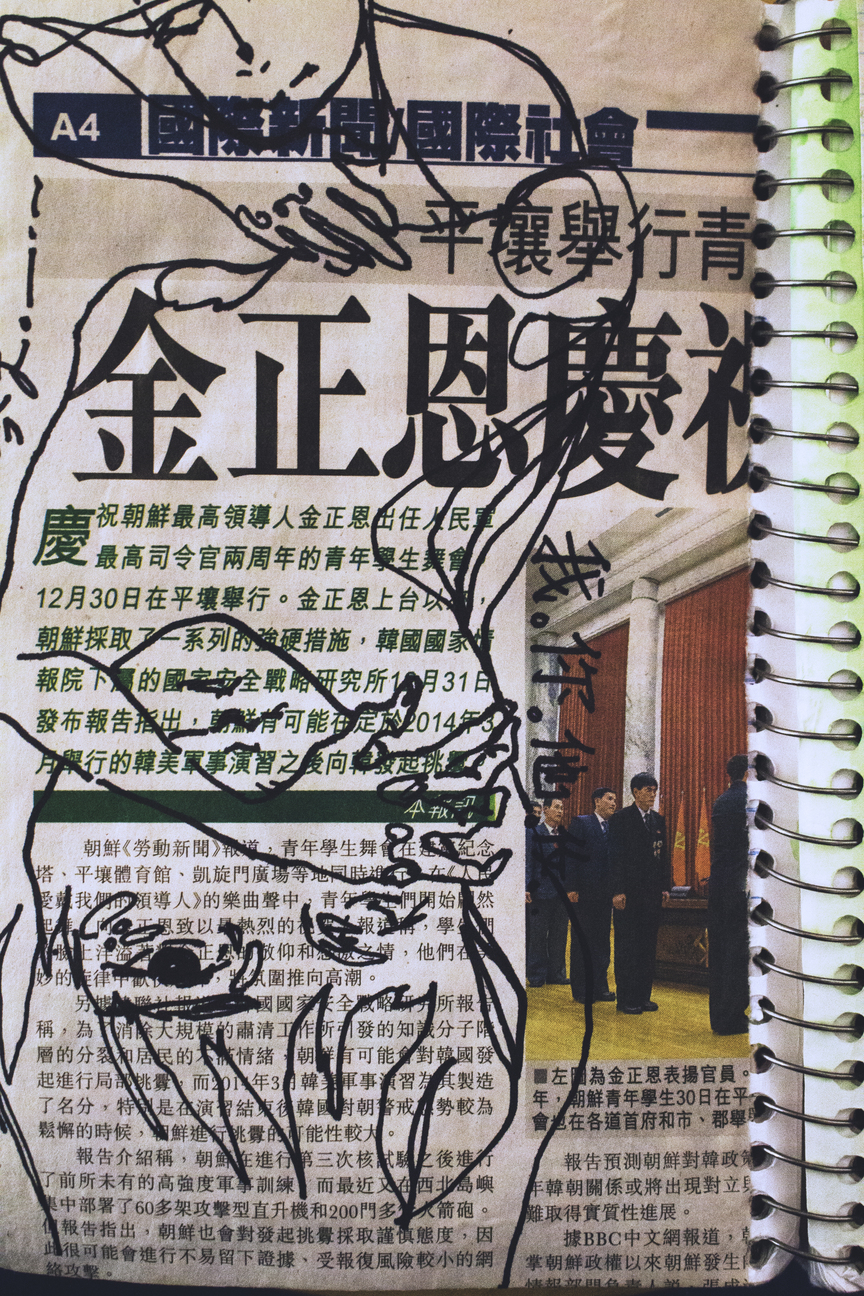 A4 國際新聞/國際社會
平壤舉行青
金正恩慶祝
慶祝朝鮮最高領導人金正恩出任人民軍
最高司令官兩周年的青年學生舞會
12月30日在平壤舉行。金正恩上台以來,
朝鮮採取了一系列的強硬措施,韓國國家情
報院下屬的國家安全戰略研究所12月31日
發布報告指出,朝鮮有可能在定於2014年3
月舉行的韓美軍事演習之後向韓發起挑釁。
本報訊
朝鮮《勞動新聞》報道,青年學生舞會在建黨紀念
塔、平壤體育館、凱旋門廣場等地同時進行。在《人民
愛戴我們的領導人》的樂曲聲中,青年學生們開始翩然
起舞,向金正恩致以最熱烈的祝 報道稱,學生們
臉上洋溢著對金正恩的敬仰和感激之情,他們在美
妙的旋律中歡 ,將氛圍推向高潮。
另據韓聯社報道, 國國家安全戰略研究所報告
稱,為了消除大規模的肅清工作所引發的知識分子階
層的分裂和居民的不滿情緒,朝鮮有可能會對韓國發
起進行局部挑釁,而2014年3月韓美軍事演習為其製造
了名分,特別是在演習結束後韓國對朝警戒態勢較為
鬆懈的時候,朝鮮進行挑釁的可能性較大。
報告介紹稱,朝鮮在進行第三次核試驗之後進行
了前所未有的高強度軍事訓練,而最近又在西北島嶼
集中部署了60多架攻擊型直升機和200門多管火箭砲。
但報告指出,朝鮮也會對發起挑釁採取謹慎態度,因
此很可能會進行不易留下證據、受報復風險較小的網
絡攻擊。
我。你。他
■左圖為金正恩表揚官員。
年,朝鮮青年學生30日在平
會也在各道首府和市、郡舉
報告預測朝鮮對韓政策
年韓朝關係或將出現對立
難取得實質性進展。
據BBC中文網報道,
掌朝鮮政權以來朝鮮發生
情報部門負責人説,張成